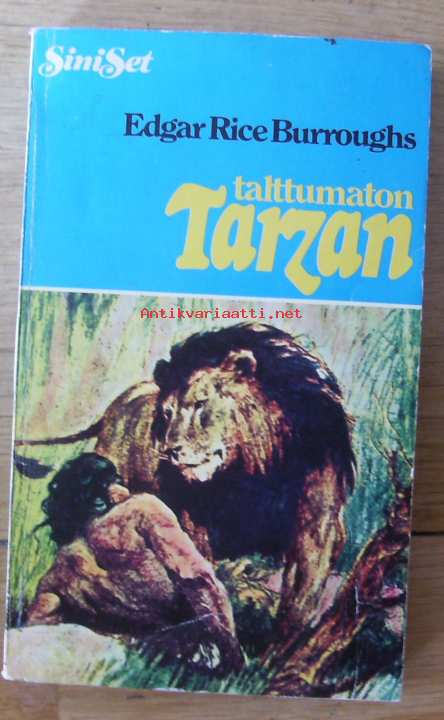 SiniSet
Edgar Rice Burroughs
talttumaton
Tarzan
Antikvariaatti.net